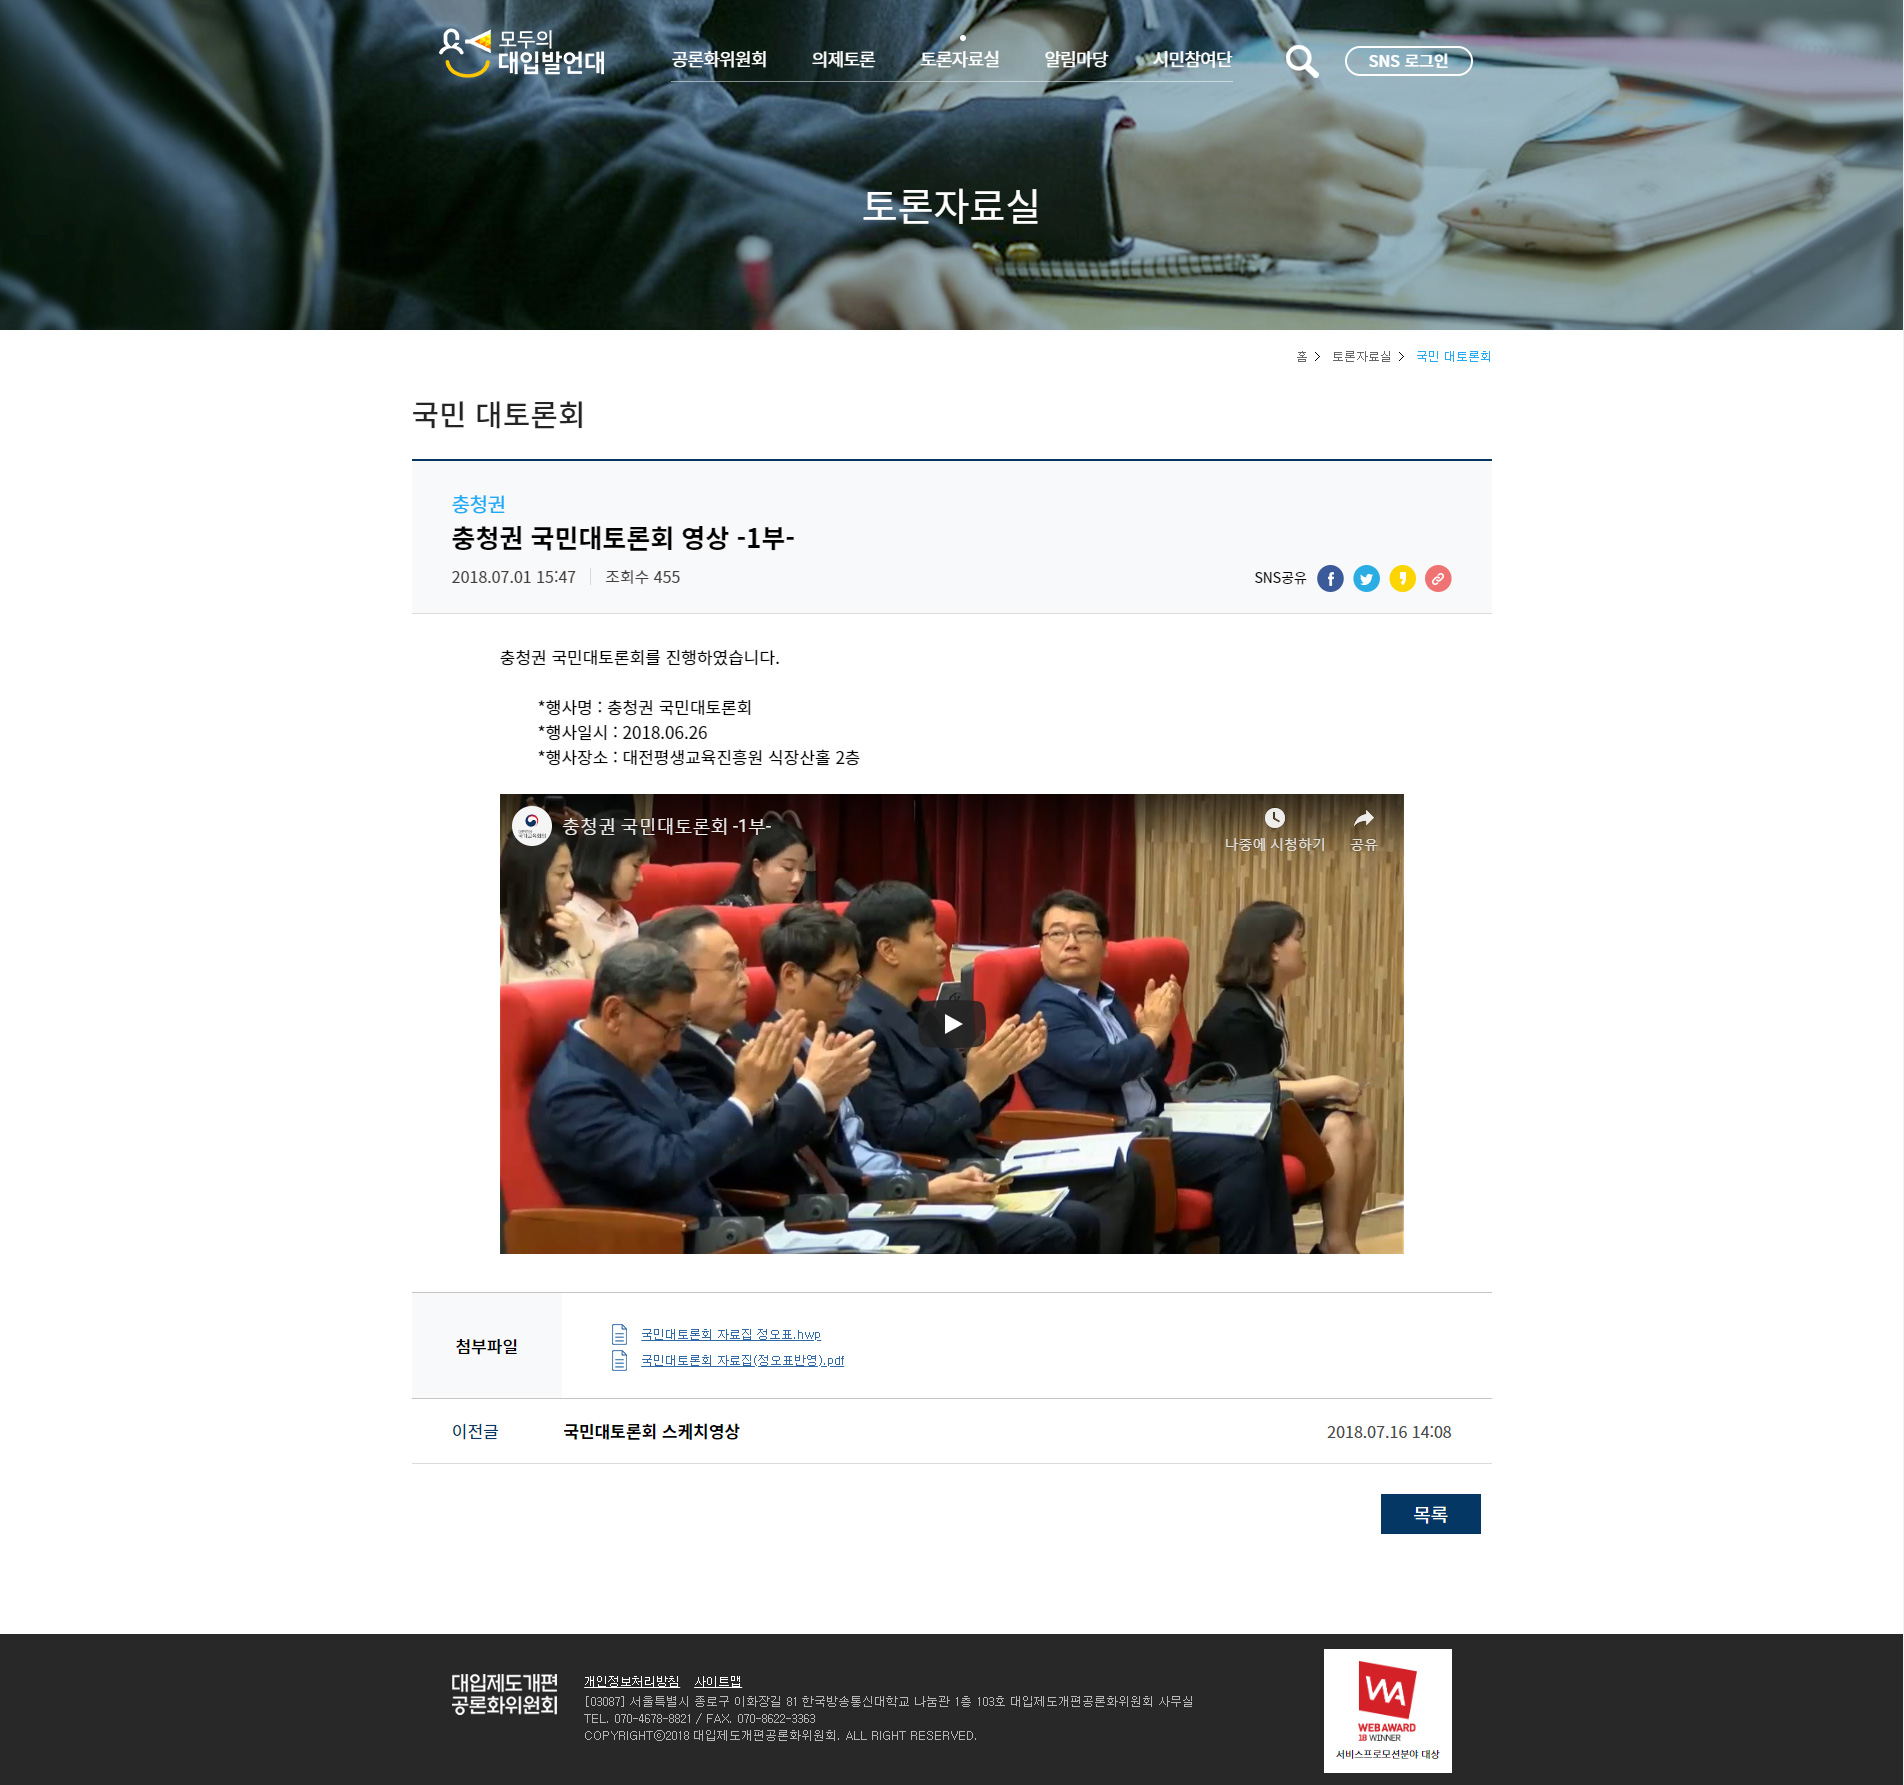 모두의
대입발언대
공론화위원회 의제토론 토론자료실 알림마당 시민참여단 SNS 로그인
토론자료실
홈 > 토론자료실 > 국민 대토론회
국민 대토론회
충청권
충청권 국민대토론회 영상 -1부-
2018.07.01 15:47 조회수 455 SNS공유
충청권 국민대토론회를 진행하였습니다.
*행사명 : 충청권 국민대토론회
*행사일시 : 2018.06.26
*행사장소 : 대전평생교육진흥원 식장산홀 2층
충청권 국민대토론회 -1부-
나중에 시청하기 공유
첨부파일
국민대토론회 자료집 정오표.hwp
국민대토론회 자료집(정오표반영).pdf
이전글 국민대토론회 스케치영상 2018.07.16 14:08
목록
대입제도개편
공론화위원회
개인정보처리방침 사이트맵
[03087] 서울특별시 종로구 이화장길 81 한국방송통신대학교 나눔관 1층 103호 대입제도개편공론화위원회 사무실
TEL. 070-4678-8821 / FAX. 070-8622-3363
COPYRIGHTⓒ2018 대입제도개편공론화위원회. ALL RIGHT RESERVED.
WA
WEB AWARD
18 WINNER
서비스프로모션분야 대상